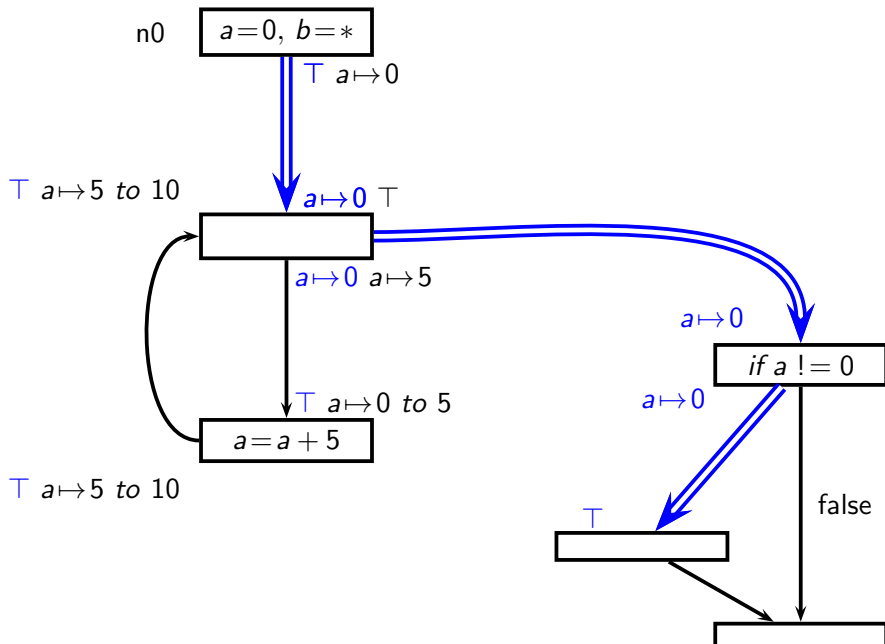 n0
a=0, b=∗
⊤ a↦0
⊤ a↦5 to 10
a↦0 ⊤
a↦0 a↦5
a↦0
if a != 0
a↦0
⊤ a↦0 to 5
a=a+5
⊤ a↦5 to 10
false
⊤